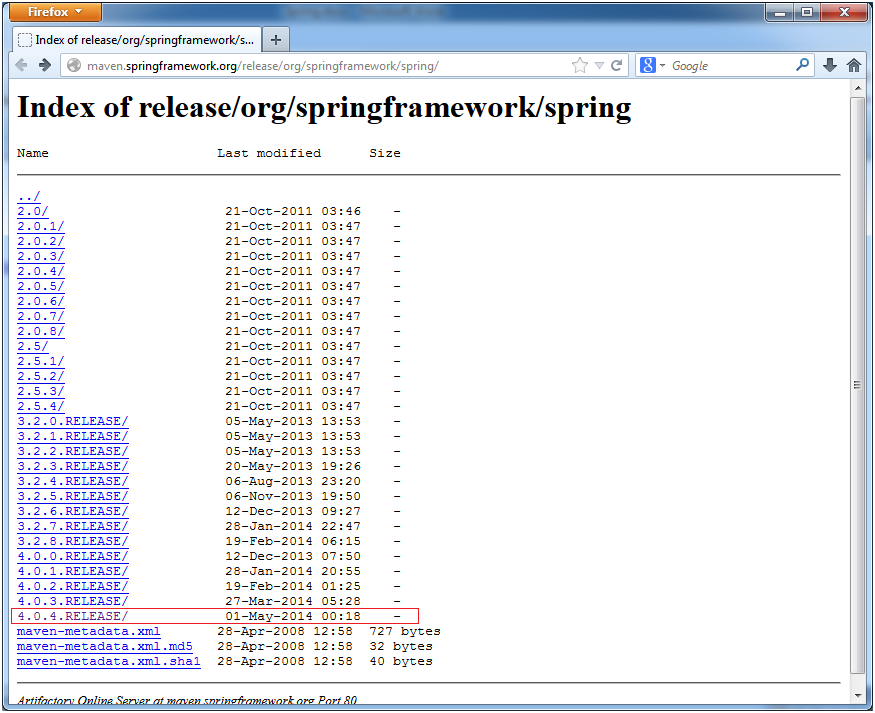 Firefox
Index of release/org/springframework/s...
maven.springframework.org/release/org/springframework/spring/
Google
Index of release/org/springframework/spring
Name Last modified Size
../
2.0/ 21-Oct-2011 03:46 -
2.0.1/ 21-Oct-2011 03:47 -
2.0.2/ 21-Oct-2011 03:47 -
2.0.3/ 21-Oct-2011 03:47 -
2.0.4/ 21-Oct-2011 03:47 -
2.0.5/ 21-Oct-2011 03:47 -
2.0.6/ 21-Oct-2011 03:47 -
2.0.7/ 21-Oct-2011 03:47 -
2.0.8/ 21-Oct-2011 03:47 -
2.5/ 21-Oct-2011 03:47 -
2.5.1/ 21-Oct-2011 03:47 -
2.5.2/ 21-Oct-2011 03:47 -
2.5.3/ 21-Oct-2011 03:47 -
2.5.4/ 21-Oct-2011 03:47 -
3.2.0.RELEASE/ 05-May-2013 13:53 -
3.2.1.RELEASE/ 05-May-2013 13:53 -
3.2.2.RELEASE/ 05-May-2013 13:53 -
3.2.3.RELEASE/ 20-May-2013 19:26 -
3.2.4.RELEASE/ 06-Aug-2013 23:20 -
3.2.5.RELEASE/ 06-Nov-2013 19:50 -
3.2.6.RELEASE/ 12-Dec-2013 09:27 -
3.2.7.RELEASE/ 28-Jan-2014 22:47 -
3.2.8.RELEASE/ 19-Feb-2014 06:15 -
4.0.0.RELEASE/ 12-Dec-2013 07:50 -
4.0.1.RELEASE/ 28-Jan-2014 20:55 -
4.0.2.RELEASE/ 19-Feb-2014 01:25 -
4.0.3.RELEASE/ 27-Mar-2014 05:28 -
4.0.4.RELEASE/ 01-May-2014 00:18 -
maven-metadata.xml 28-Apr-2008 12:58 727 bytes
maven-metadata.xml.md5 28-Apr-2008 12:58 32 bytes
maven-metadata.xml.sha1 28-Apr-2008 12:58 40 bytes
Artifactory Online Server at maven.springframework.org Port 80